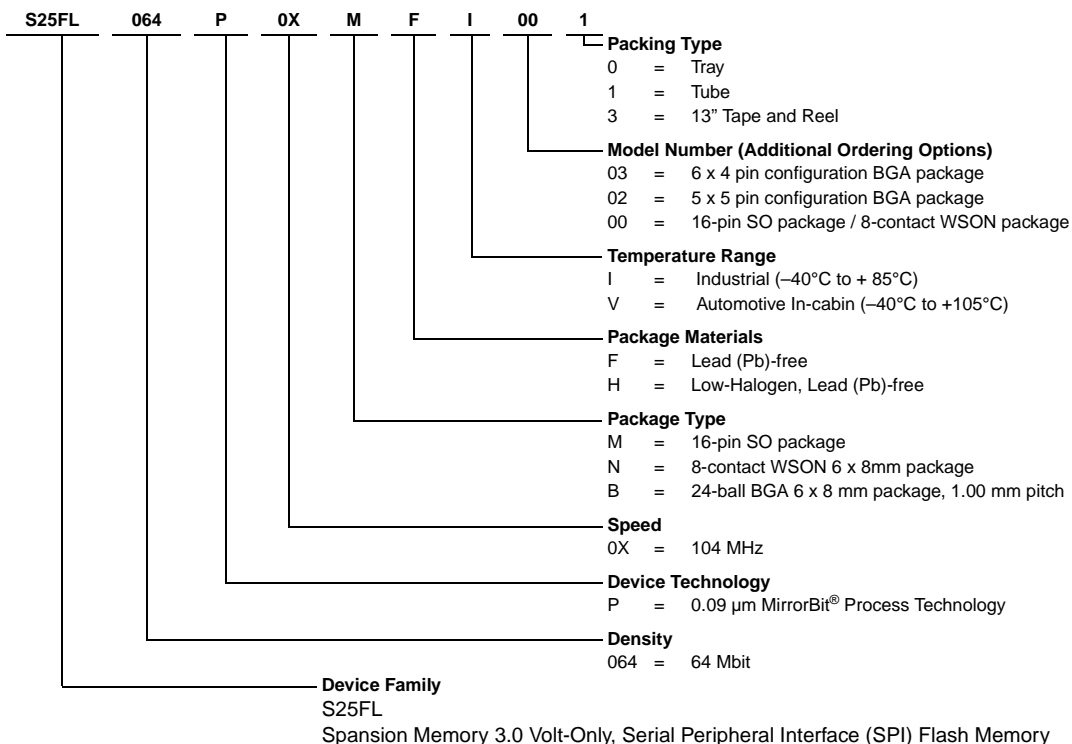 S25FL 064 P 0X M F I 00 1
Packing Type
0 = Tray
1 = Tube
3 = 13” Tape and Reel
Model Number (Additional Ordering Options)
03 = 6 x 4 pin configuration BGA package
02 = 5 x 5 pin configuration BGA package
00 = 16-pin SO package / 8-contact WSON package
Temperature Range
I = Industrial (–40°C to + 85°C)
V = Automotive In-cabin (–40°C to +105°C)
Package Materials
F = Lead (Pb)-free
H = Low-Halogen, Lead (Pb)-free
Package Type
M = 16-pin SO package
N = 8-contact WSON 6 x 8mm package
B = 24-ball BGA 6 x 8 mm package, 1.00 mm pitch
Speed
0X = 104 MHz
Device Technology
P = 0.09 µm MirrorBit® Process Technology
Density
064 = 64 Mbit
Device Family
S25FL
Spansion Memory 3.0 Volt-Only, Serial Peripheral Interface (SPI) Flash Memory